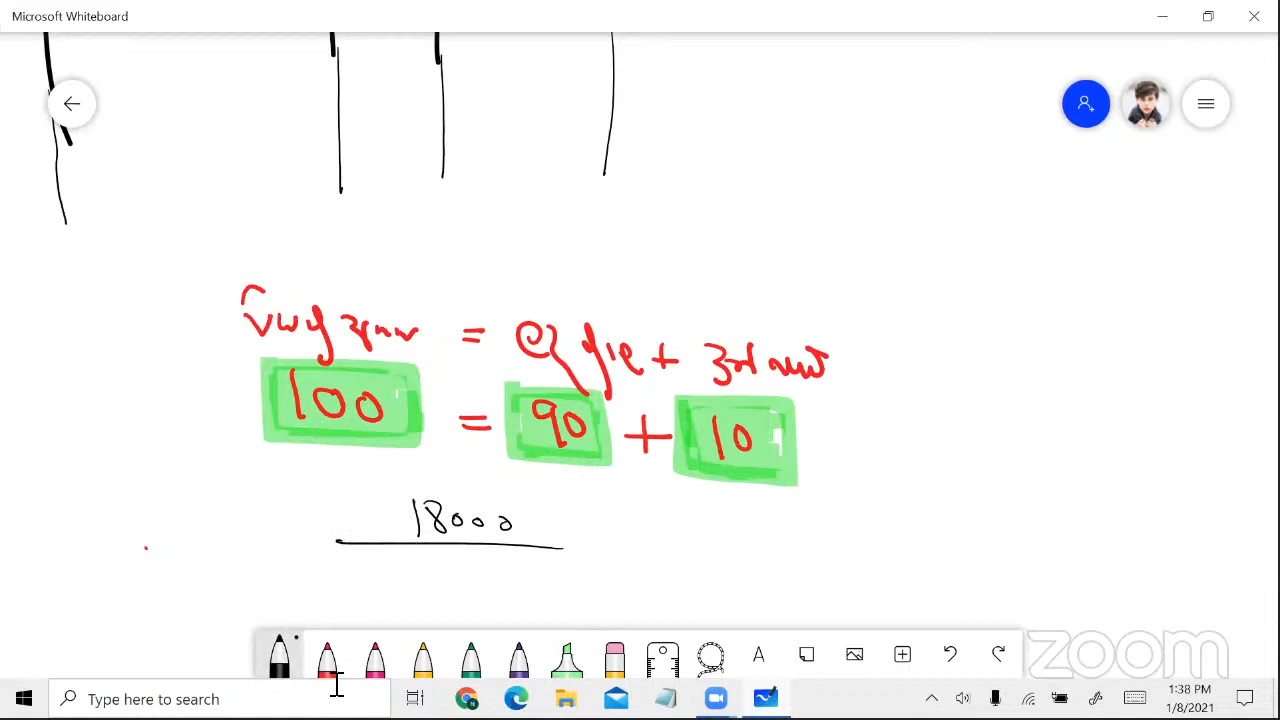 Microsoft Whiteboard
100 = 90 + 10
18000
A
zoom
Type here to search
1:38 PM
1/8/2021